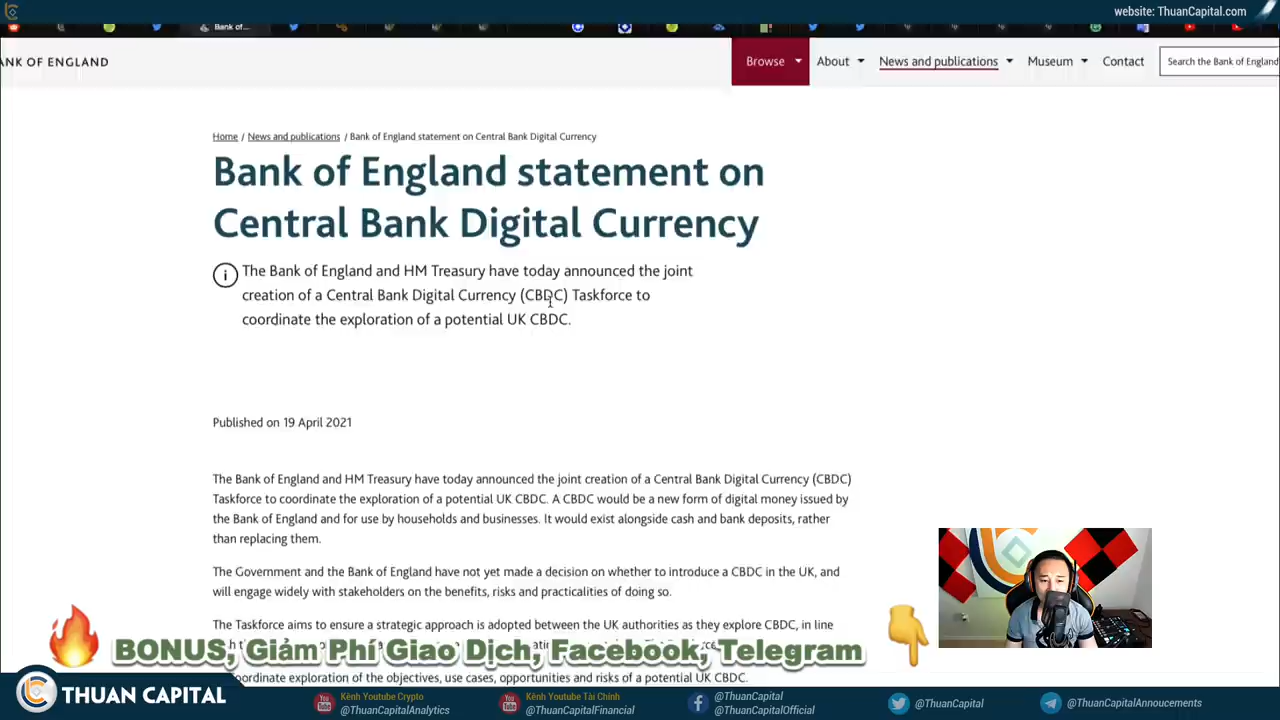 website: ThuanCapital.com
Bank of...
ANK OF ENGLAND
Browse
About
News and publications
Museum
Contact
Search the Bank of England
Home / News and publications / Bank of England statement on Central Bank Digital Currency
Bank of England statement on
Central Bank Digital Currency
The Bank of England and HM Treasury have today announced the joint
creation of a Central Bank Digital Currency (CBDC) Taskforce to
coordinate the exploration of a potential UK CBDC.
Published on 19 April 2021
The Bank of England and HM Treasury have today announced the joint creation of a Central Bank Digital Currency (CBDC)
Taskforce to coordinate the exploration of a potential UK CBDC. A CBDC would be a new form of digital money issued by
the Bank of England and for use by households and businesses. It would exist alongside cash and bank deposits, rather
than replacing them.
The Government and the Bank of England have not yet made a decision on whether to introduce a CBDC in the UK, and
will engage widely with stakeholders on the benefits, risks and practicalities of doing so.
The Taskforce aims to ensure a strategic approach is adopted between the UK authorities as they explore CBDC, in line
BONUS, Giảm Phí Giao Dịch, Facebook, Telegram
oordinate exploration of the objectives, use cases, opportunities and risks of a potential UK CBDC.
THUAN CAPITAL
Kênh Youtube Crypto
@ThuanCapitalAnalytics
Kênh Youtube Tài Chính
@ThuanCapitalFinancial
@ThuanCapital
@ThuanCapitalOfficial
@ThuanCapital
@ThuanCapitalAnnoucements